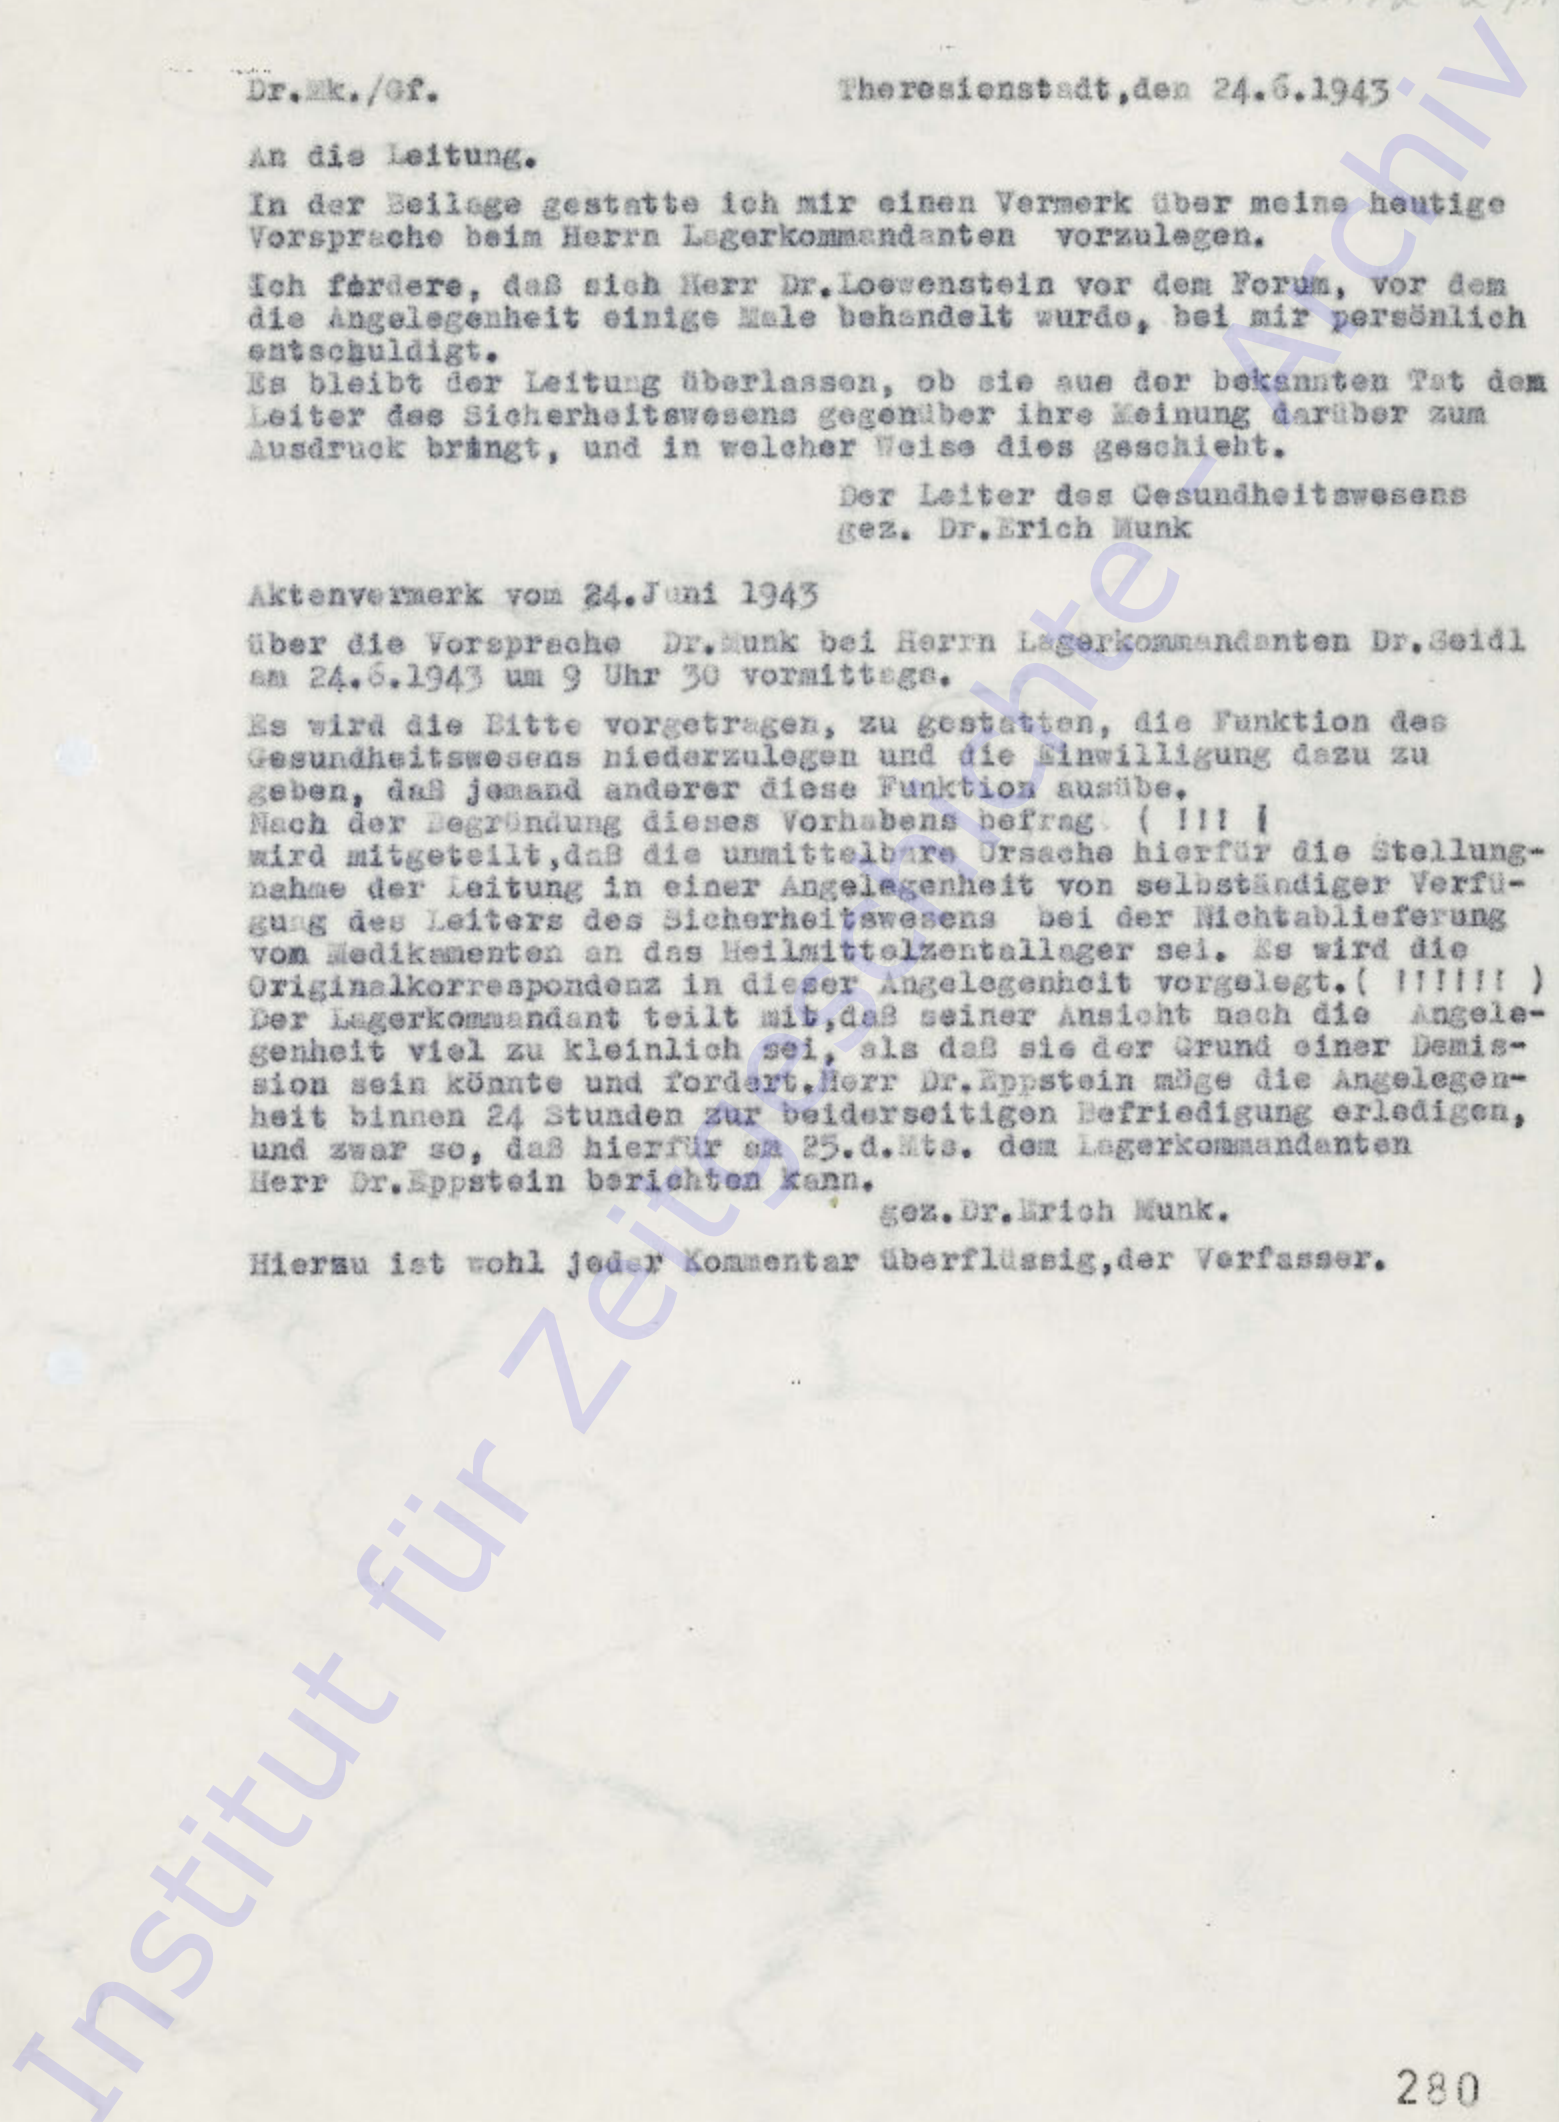 Dr.Mk./Gf. Theresienstadt,den 24.6.1943
An die Leitung.
In der Beilage gestatte ich mir einen Vermerk über meine heutige
Vorsprache beim Herrn Lagerkommandanten vorzulegen.
Ich fordere, daß sich Herr Dr.Loewenstein vor dem Forum, vor dem
die Angelegenheit einige Male behandelt wurde, bei mir persönlich
entschuldigt.
Es bleibt der Leitung überlassen, ob sie aus der bekannten Tat dem
Leiter des Sicherheitswesens gegenüber ihre Meinung darüber zum
Ausdruck bringt, und in welcher Weise dies geschieht.
Der Leiter des Gesundheitswesens
gez. Dr.Erich Munk
Aktenvermerk vom 24.Juni 1943
über die Vorsprache Dr.Munk bei Herrn Lagerkommandanten Dr.Seidl
am 24.6.1943 um 9 Uhr 30 vormittags.
Es wird die Bitte vorgetragen, zu gestatten, die Funktion des
Gesundheitswesens niederzulegen und die Einwilligung dazu zu
geben, daß jemand anderer diese Funktion ausübe.
Nach der Begründung dieses Vorhabens befrag ( !!! (
wird mitgeteilt,daß die unmittelbare Ursache hierfür die Stellung-
nahme der Leitung in einer Angelegenheit von selbständiger Verfü-
gung des Leiters des Sicherheitswesens bei der Nichtablieferung
von Medikamenten an das Heilmittelzentallager sei. Es wird die
Originalkorrespondenz in dieser Angelegenheit vorgelegt.( !!!!!! )
Der Lagerkommandant teilt mit,daß seiner Ansicht nach die Angele-
genheit viel zu kleinlich sei, als daß sie der Grund einer Demis-
sion sein könnte und fordert.Herr Dr.Eppstein möge die Angelegen-
heit binnen 24 Stunden zur beiderseitigen Befriedigung erledigen,
und zwar so, daß hierfür am 25.d.Mts. dem Lagerkommandanten
Herr Dr.Eppstein berichten kann.
gez.Dr.Erich Munk.
Hierzu ist wohl jeder Kommentar überflüssig,der Verfasser.
Institut für Zeitgeschichte - Archiv
280